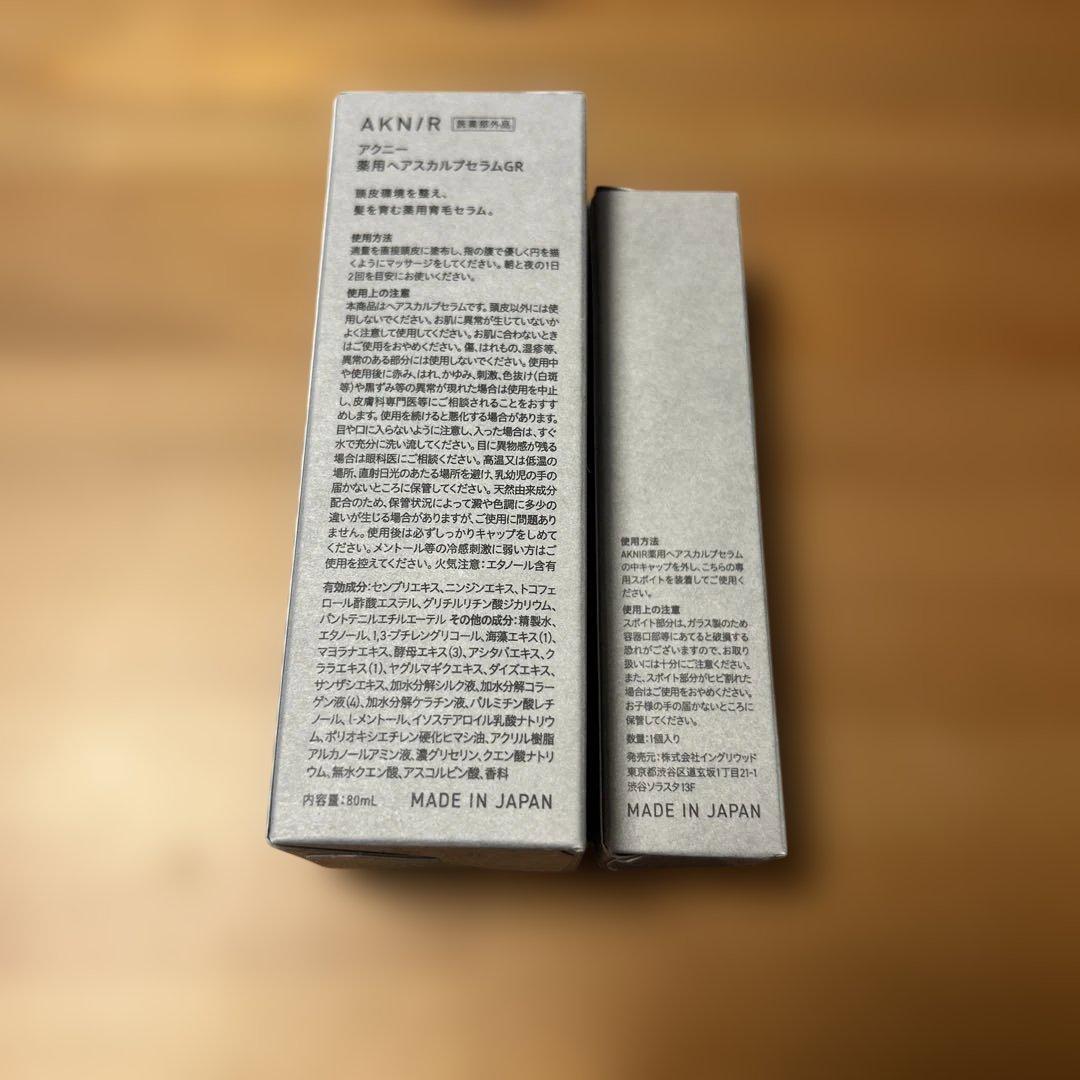 AKNIR 医薬部外品
アクニー
薬用ヘアスカルプセラムGR
頭皮環境を整え、
髪を育む薬用育毛セラム。
使用方法
適量を直接頭皮に塗布し、指の腹で優しく円を描
くようにマッサージをしてください。朝と夜の1日
2回を目安にお使いください。
使用上の注意
本商品はヘアスカルプセラムです。頭皮以外には使
用しないでください。お肌に異常が生じていないか
よく注意して使用してください。お肌に合わないとき
はご使用をおやめください。傷、はれもの、湿疹等、
異常のある部分には使用しないでください。使用中
や使用後に赤み、はれ、かゆみ、刺激、色抜け(白斑
等)や黒ずみ等の異常が現れた場合は使用を中止
し、皮膚科専門医等にご相談されることをおすす
めします。使用を続けると悪化する場合があります。
目や口に入らないように注意し、入った場合は、すぐ
水で充分に洗い流してください。目に異物感が残る
場合は眼科医にご相談ください。高温又は低温の
場所、直射日光のあたる場所を避け、乳幼児の手の
届かないところに保管してください。天然由来成分
配合のため、保管状況によって澱や色調に多少の
違いが生じる場合がありますが、ご使用に問題あり
ません。使用後は必ずしっかりキャップをしめて
ください。メントール等の冷感刺激に弱い方はご
使用を控えてください。火気注意:エタノール含有
有効成分:センブリエキス、ニンジンエキス、トコフェ
ロール酢酸エステル、グリチルリチン酸ジカリウム、
パントテニルエチルエーテル その他の成分:精製水、
エタノール、1,3-ブチレングリコール、海藻エキス(1)、
マヨラナエキス、酵母エキス(3)、アシタバエキス、ク
ララエキス(1)、ヤグルマギクエキス、ダイズエキス、
サンザシエキス、加水分解シルク液、加水分解コラー
ゲン液(4)、加水分解ケラチン液、パルミチン酸レチ
ノール、l-メントール、イソステアロイル乳酸ナトリウ
ム、ポリオキシエチレン硬化ヒマシ油、アクリル樹脂
アルカノールアミン液、濃グリセリン、クエン酸ナトリ
ウム、無水クエン酸、アスコルビン酸、香料
内容量:80mL MADE IN JAPAN
使用方法
AKNIR薬用ヘアスカルプセラム
の中キャップを外し、こちらの専
用スポイトを装着してご使用く
ださい。
使用上の注意
スポイト部分は、ガラス製のため
容器口部等にあてると破損する
恐れがございますので、お取り
扱いには十分にご注意ください。
また、スポイト部分がヒビ割れた
場合はご使用をおやめください。
お子様の手の届かないところに
保管してください。
数量:1個入り
発売元:株式会社イングリウッド
東京都渋谷区道玄坂1丁目21-1
渋谷ソラスタ13F
MADE IN JAPAN